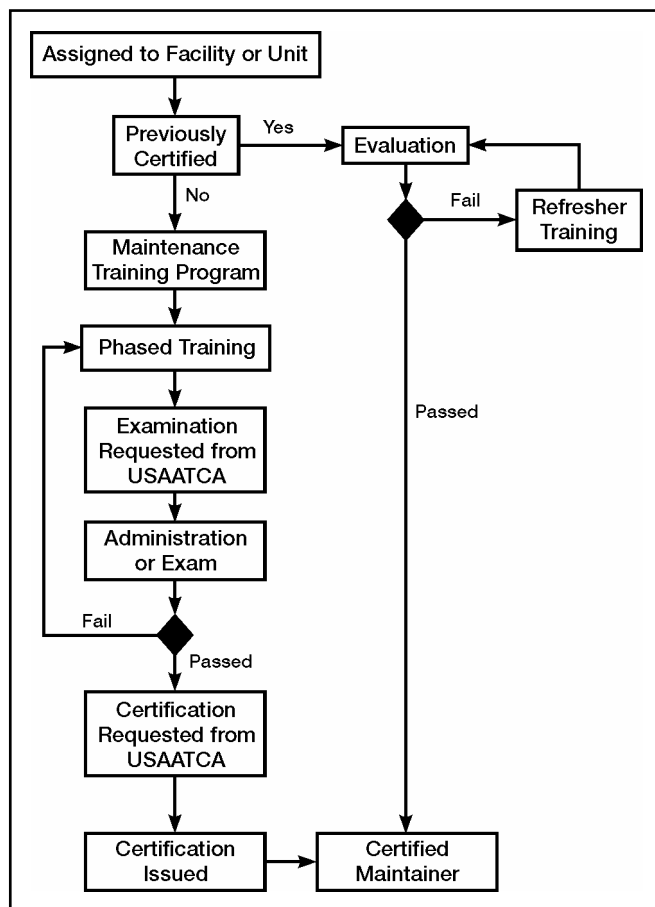 Assigned to Facility or Unit
Previously
Certified
Yes
Evaluation
No
Fail
Refresher
Training
Maintenance
Training Program
Phased Training
Passed
Examination
Requested from
USAATCA
Administration
or Exam
Fail
Passed
Certification
Requested from
USAATCA
Certification
Issued
Certified
Maintainer